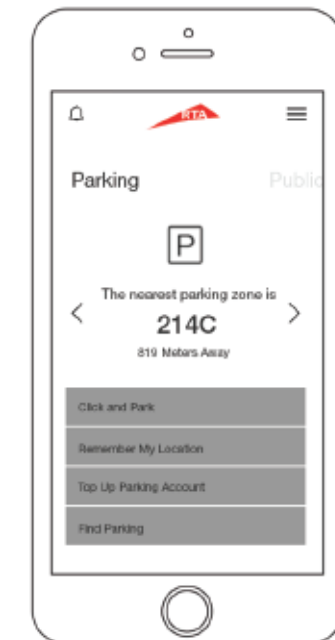 RTA
Parking
Public
P
The nearest parking zone is
214C
819 Meters Away
Click and Park
Remember My Location
Top Up Parking Account
Find Parking